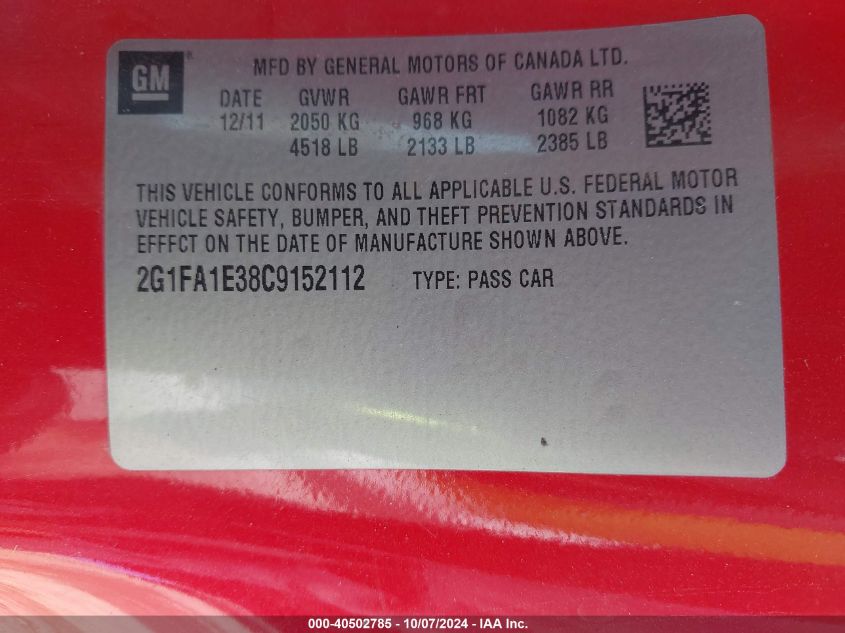 GM®
MFD BY GENERAL MOTORS OF CANADA LTD.
DATE GVWR GAWR FRT GAWR RR
12/11 2050 KG 968 KG 1082 KG
4518 LB 2133 LB 2385 LB
THIS VEHICLE CONFORMS TO ALL APPLICABLE U.S. FEDERAL MOTOR
VEHICLE SAFETY, BUMPER, AND THEFT PREVENTION STANDARDS IN
EFFFCT ON THE DATE OF MANUFACTURE SHOWN ABOVE.
2G1FA1E38C9152112 TYPE: PASS CAR
000-40502785 - 10/07/2024 - IAA Inc.